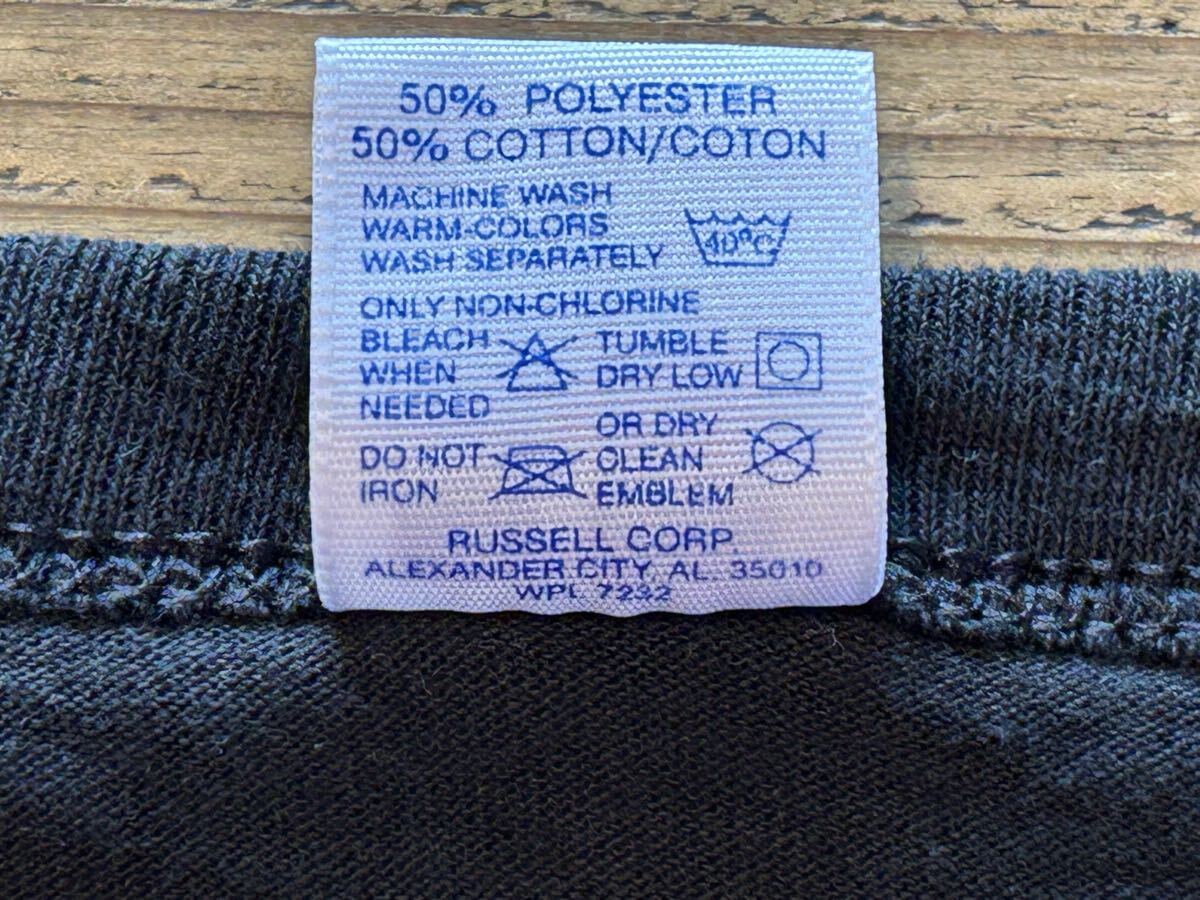 50% POLYESTER
50% COTTON/COTON
MACHINE WASH
WARM-COLORS
WASH SEPARATELY
40°C
ONLY NON-CHLORINE
BLEACH
WHEN
NEEDED
TUMBLE
DRY LOW
DO NOT
IRON
OR DRY
CLEAN
EMBLEM
RUSSELL CORP.
ALEXANDER CITY, AL. 35010
WPL 7232